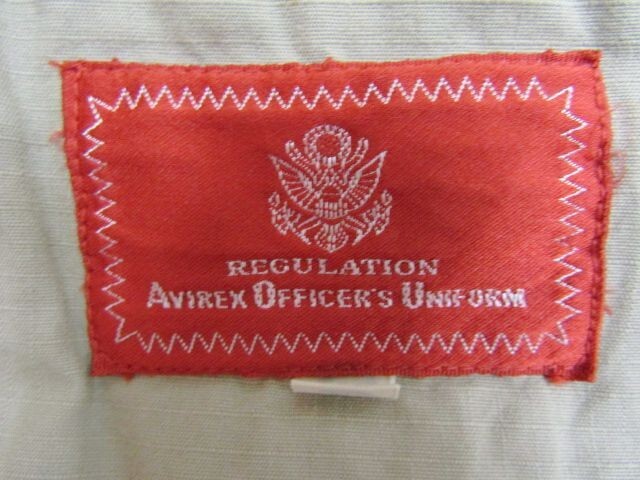 REGULATION
AVIREX OFFICER'S UNIFORM